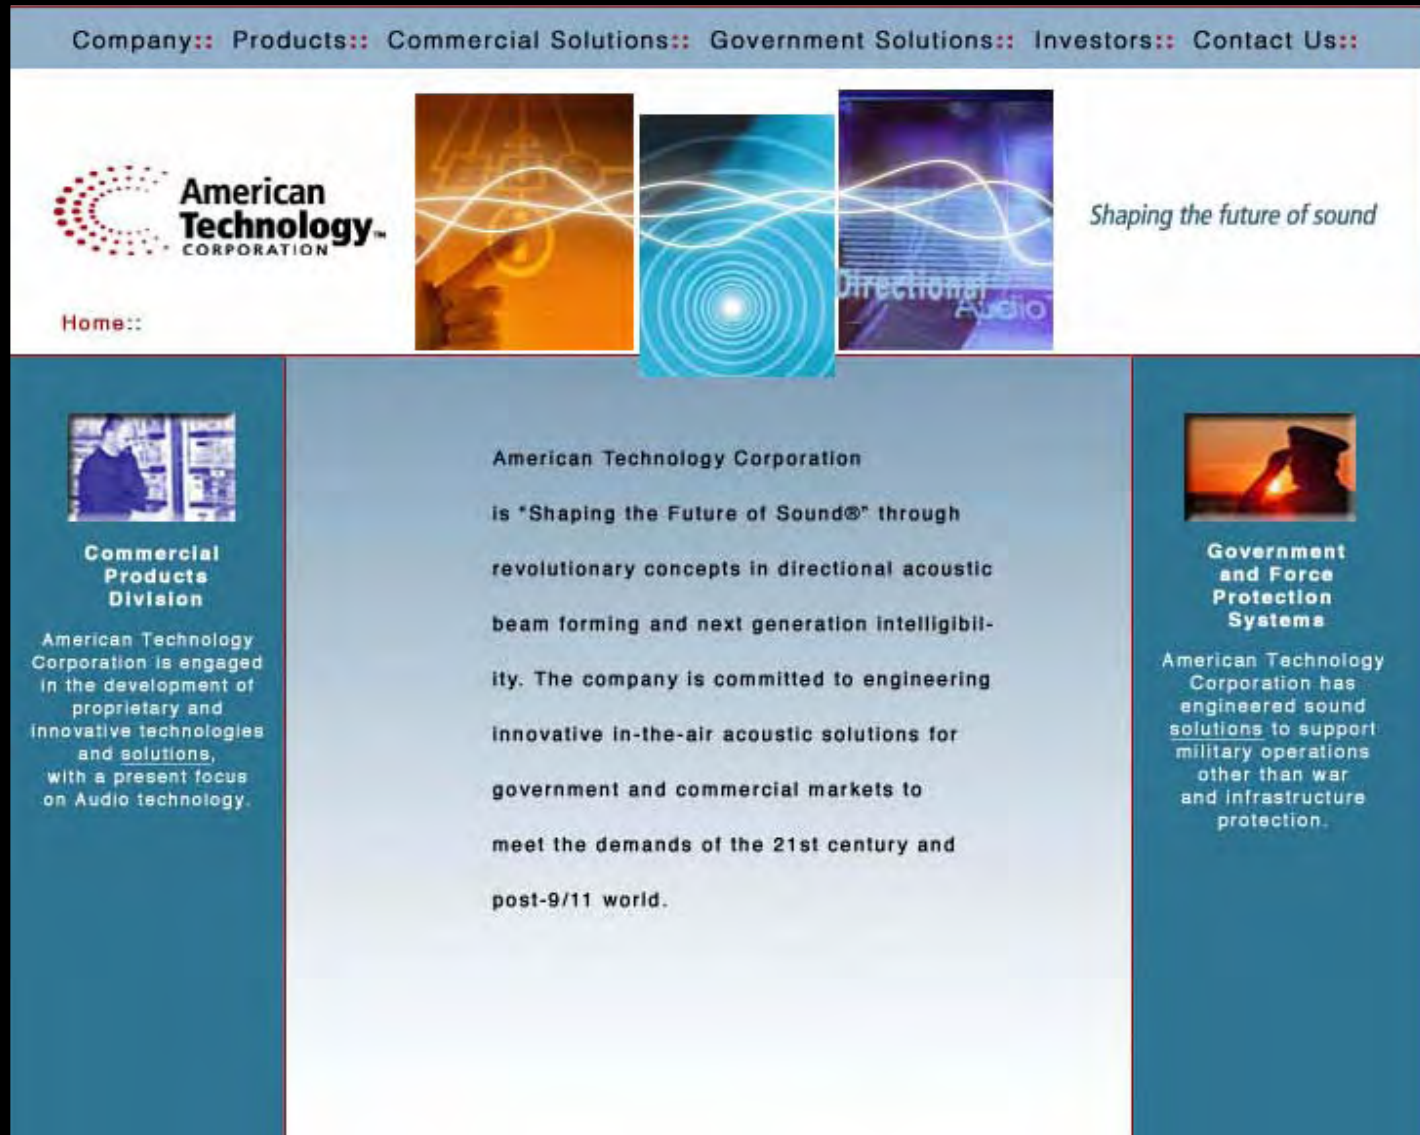 Company:: Products:: Commercial Solutions:: Government Solutions:: Investors:: Contact Us::
American
Technology™
CORPORATION
Directional
Audio
Shaping the future of sound
Home::
Commercial
Products
Division
American Technology
Corporation is engaged
in the development of
proprietary and
innovative technologies
and solutions,
with a present focus
on Audio technology.
American Technology Corporation
is "Shaping the Future of Sound®" through
revolutionary concepts in directional acoustic
beam forming and next generation intelligibil-
ity. The company is committed to engineering
innovative in-the-air acoustic solutions for
government and commercial markets to
meet the demands of the 21st century and
post-9/11 world.
Government
and Force
Protection
Systems
American Technology
Corporation has
engineered sound
solutions to support
military operations
other than war
and infrastructure
protection.